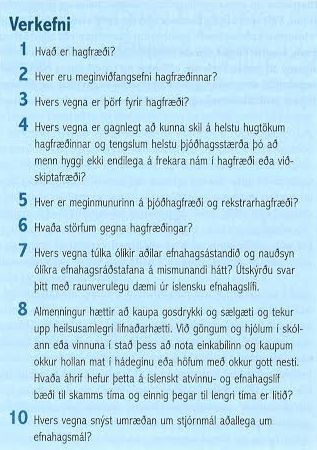 Verkefni
1 Hvað er hagfræði?
2 Hver eru meginviðfangsefni hagfræðinnar?
3 Hvers vegna er þörf fyrir hagfræði?
4 Hvers vegna er gagnlegt að kunna skil á helstu hugtökum
hagfræðinnar og tengslum helstu þjóðhagsstærða þó að
menn hyggi ekki endilega á frekara nám í hagfræði eða við-
skiptafræði?
5 Hver er meginmunurinn á þjóðhagfræði og rekstrarhagfræði?
6 Hvaða störfum gegna hagfræðingar?
7 Hvers vegna túlka ólíkir aðilar efnahagsástandið og nauðsyn
ólíkra efnahagsráðstafana á mismunandi hátt? Útskýrðu svar
þitt með raunverulegu dæmi úr íslensku efnahagslífi.
8 Almenningur hættir að kaupa gosdrykki og sælgæti og tekur
upp heilsusamlegri lifnaðarhætti. Við göngum og hjólum í skól-
ann eða vinnuna í stað þess að nota einkabílinn og kaupum
okkur hollan mat í hádeginu eða höfum með okkur gott nesti.
Hvaða áhrif hefur þetta á íslenskt atvinnu- og efnahagslíf
bæði til skamms tíma og einnig þegar til lengri tíma er litið?
10 Hvers vegna snýst umræðan um stjórnmál aðallega um
efnahagsmál?